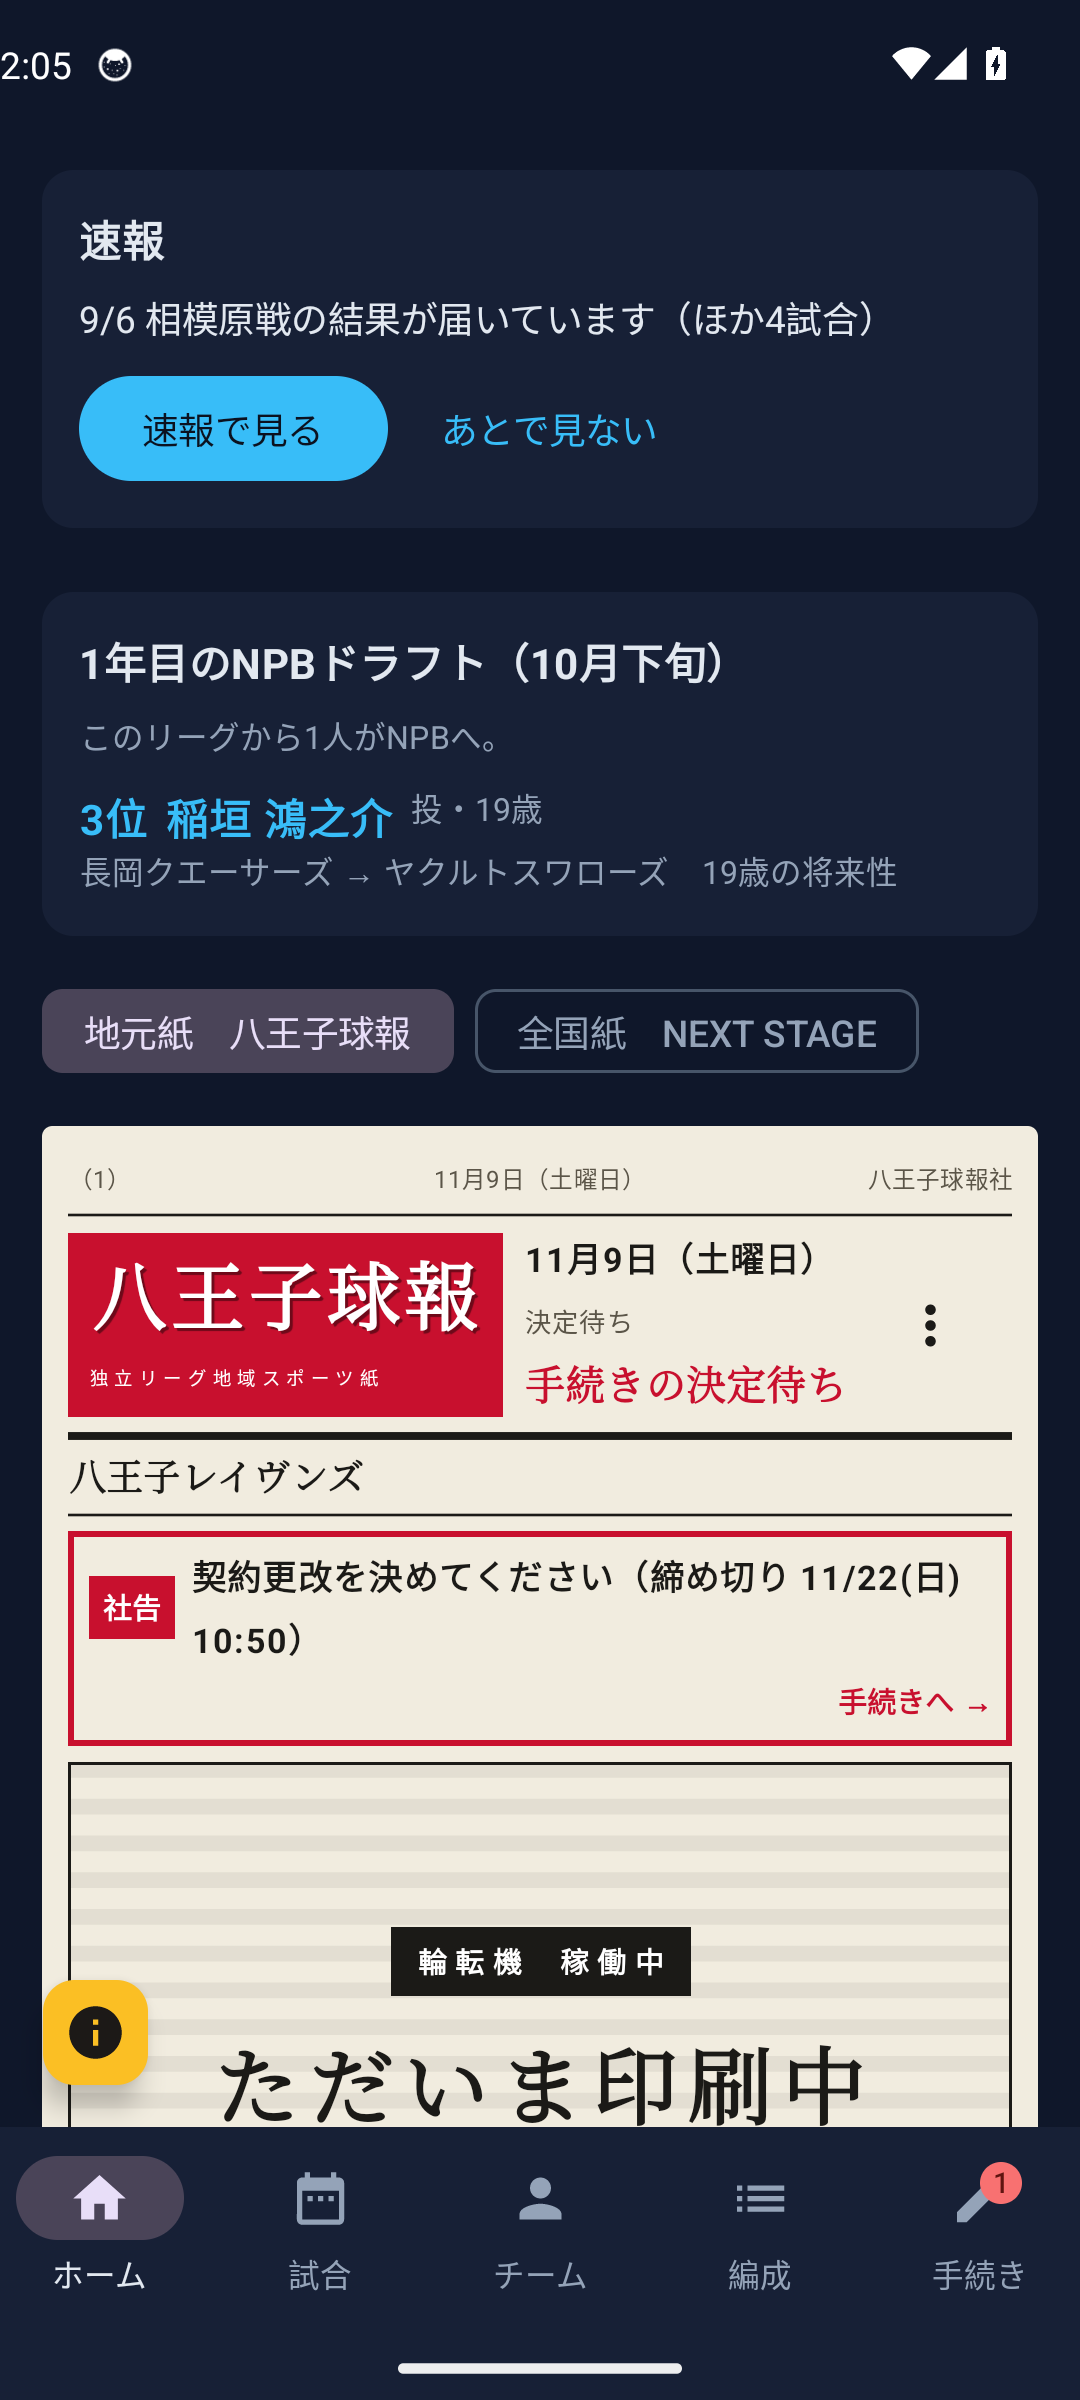 2:05
速報
9/6 相模原戦の結果が届いています（ほか4試合）
速報で見る
あとで見ない
1年目のNPBドラフト（10月下旬）
このリーグから1人がNPBへ。
3位 稲垣 鴻之介 投・19歳
長岡クエーサーズ → ヤクルトスワローズ　19歳の将来性
地元紙　八王子球報
全国紙　NEXT STAGE
（1）
11月9日（土曜日）
八王子球報社
八王子球報
独立リーグ地域スポーツ紙
11月9日（土曜日）
決定待ち
手続きの決定待ち
八王子レイヴンズ
社告
契約更改を決めてください（締め切り 11/22(日)
10:50）
手続きへ →
輪転機　稼働中
ただいま印刷中
ホーム
試合
チーム
編成
1
手続き